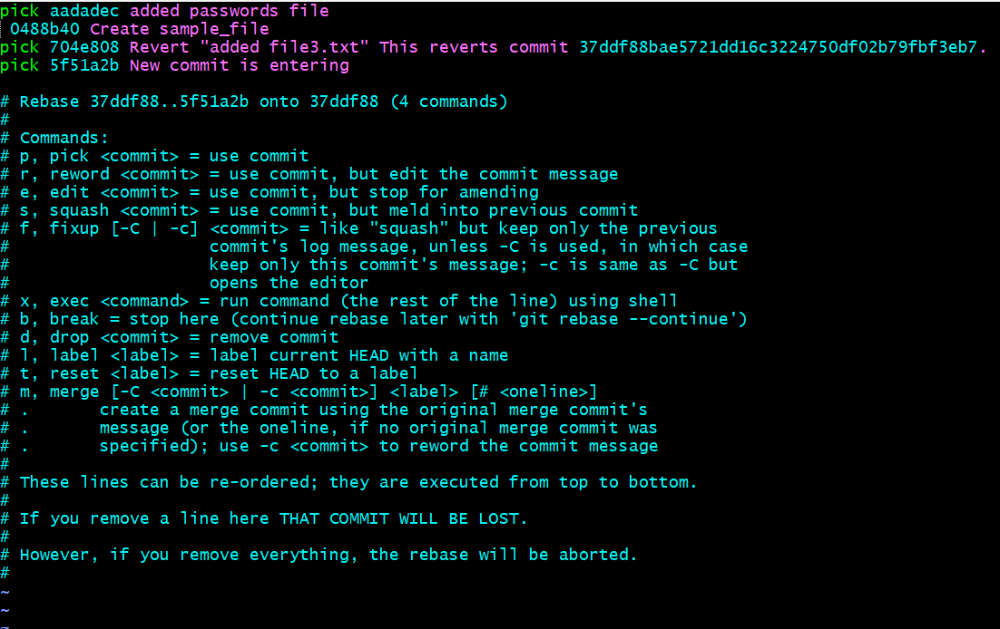 pick aadadec added passwords file
 0488b40 Create sample_file
pick 704e808 Revert "added file3.txt" This reverts commit 37ddf88bae5721dd16c3224750df02b79fbf3eb7.
pick 5f51a2b New commit is entering

# Rebase 37ddf88..5f51a2b onto 37ddf88 (4 commands)
#
# Commands:
# p, pick <commit> = use commit
# r, reword <commit> = use commit, but edit the commit message
# e, edit <commit> = use commit, but stop for amending
# s, squash <commit> = use commit, but meld into previous commit
# f, fixup [-C | -c] <commit> = like "squash" but keep only the previous
#                    commit's log message, unless -C is used, in which case
#                    keep only this commit's message; -c is same as -C but
#                    opens the editor
# x, exec <command> = run command (the rest of the line) using shell
# b, break = stop here (continue rebase later with 'git rebase --continue')
# d, drop <commit> = remove commit
# l, label <label> = label current HEAD with a name
# t, reset <label> = reset HEAD to a label
# m, merge [-C <commit> | -c <commit>] <label> [# <oneline>]
# .       create a merge commit using the original merge commit's
# .       message (or the oneline, if no original merge commit was
# .       specified); use -c <commit> to reword the commit message
#
# These lines can be re-ordered; they are executed from top to bottom.
#
# If you remove a line here THAT COMMIT WILL BE LOST.
#
# However, if you remove everything, the rebase will be aborted.
#
~
~
~